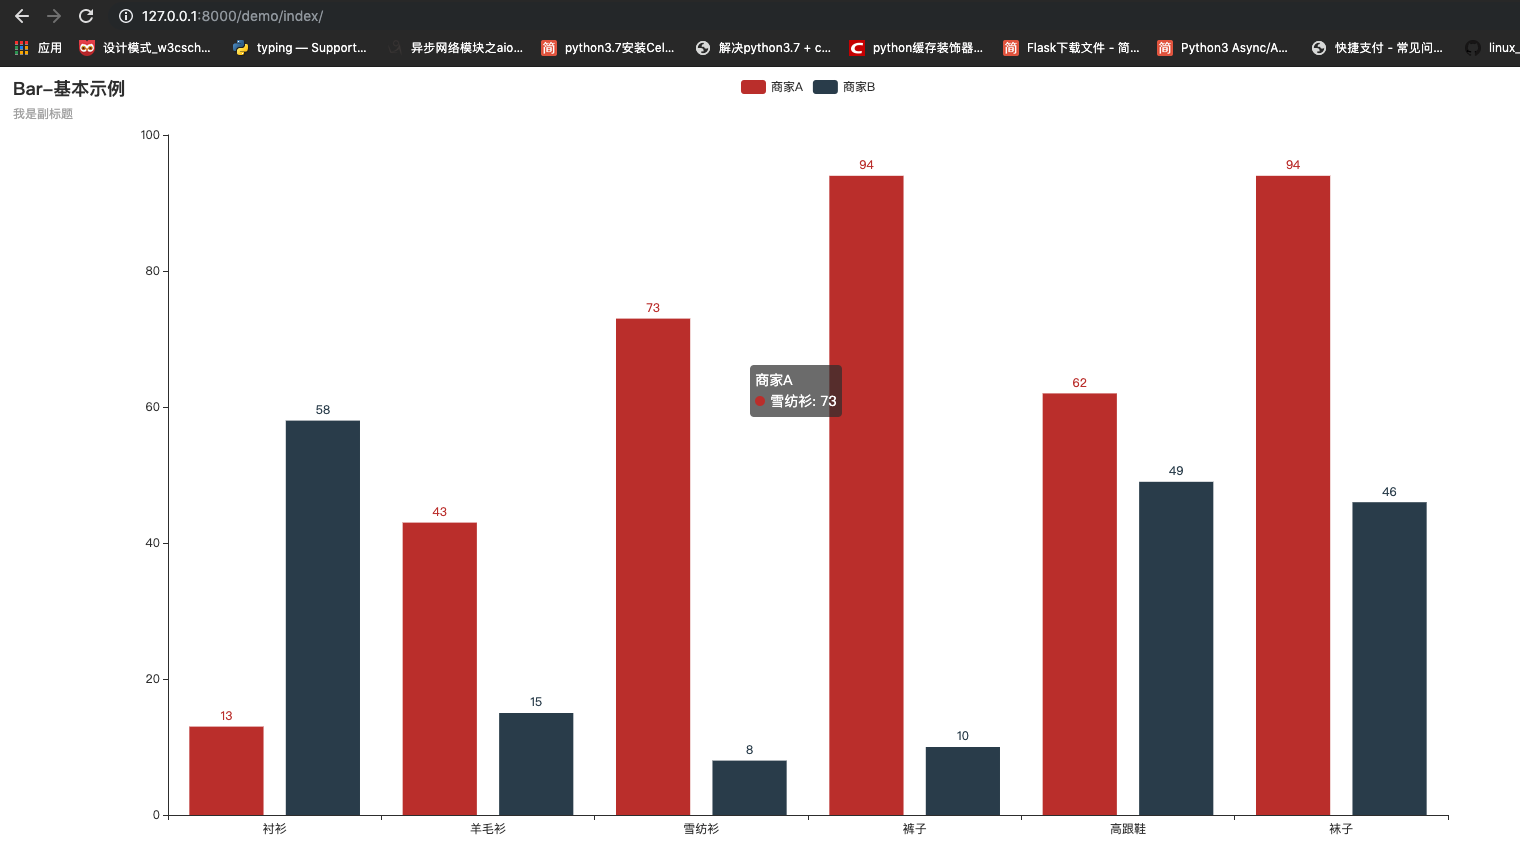 127.0.0.1:8000/demo/index/
应用 设计模式_w3csch... typing — Support... 异步网络模块之aio... python3.7安装Cel... 解决python3.7 + c... python缓存装饰器... 简 Flask下载文件 - 简... 简 Python3 Async/A... 快捷支付 - 常见问... linux_
Bar-基本示例
我是副标题
商家A 商家B
100
80
60
40
20
0
13
58
43
15
73
8
94
10
62
49
94
46
商家A
雪纺衫: 73
衬衫 羊毛衫 雪纺衫 裤子 高跟鞋 袜子